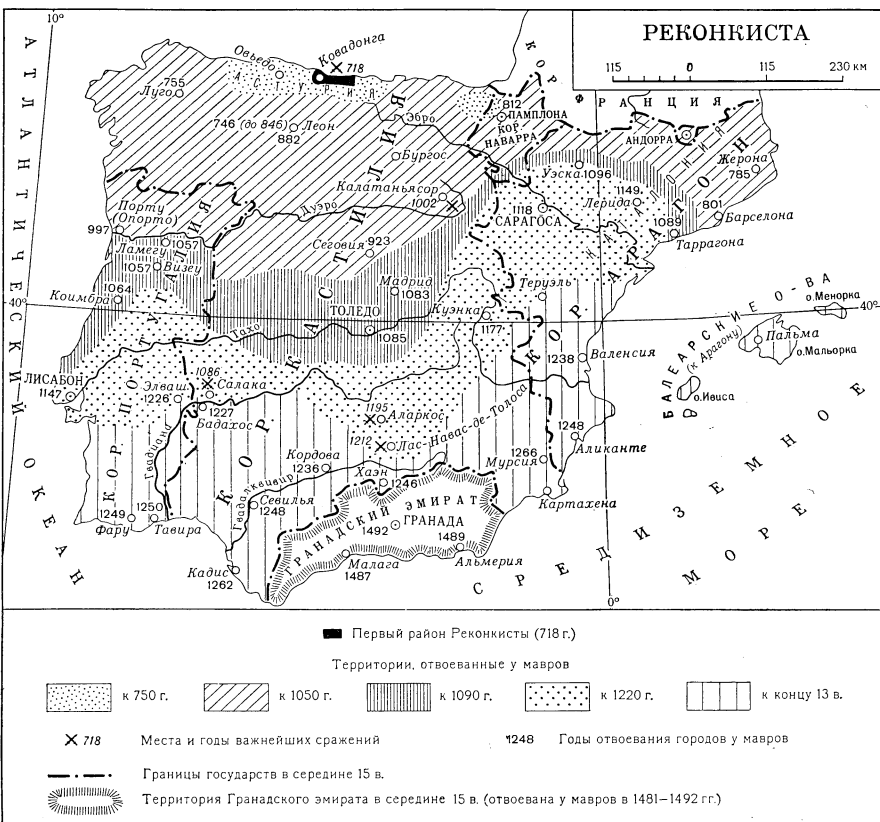 РЕКОНКИСТА
115 0 115 230 км
10°
АТЛАНТИЧЕСКИЙ ОКЕАН
Ковадонга
718
Овьедо
АСТУРИЯ
755
Луго
746 (до 846) Леон
882
812
ПАМПЛОНА
КОР. НАВАРРА
КОР. ФРАНЦИЯ
АНДОРРА
Эбро
Бургос
Калатаньясор
1002
Дуэро
Уэска 1096
КАТАЛОНИЯ
Жерона
785
1149
Лерида
801
Барселона
1089
Таррагона
1118
САРАГОСА
КОР. АРАГОН
Порту
(Опорто)
997
1057
Ламегу
1057 Визеу
1064
Коимбра
Сеговия 923
Мадрид
1083
ТОЛЕДО
1085
Куэнка
1177
Теруэль
КОР. КАСТИЛИЯ
КОР. ПОРТУГАЛИЯ
40°
40°
Тахо
ЛИСАБОН
1147
1086
Салака
Элваш
1226
1227
Бадахос
1195
Аларкос
1212
Лас-Навас-де-Толоса
1238
Валенсия
БАЛЕАРСКИЕ О-ВА
(к Арагону)
о.Менорка
Пальма
о.Мальорка
о.Ивиса
1248
Аликанте
1266
Мурсия
Картахена
Кордова
1236
Хаэн
1246
Гвадиана
Гвадалквивир
Севилья
1248
1249
Фару
1250
Тавира
Кадис
1262
ГРАНАДСКИЙ ЭМИРАТ
1492
ГРАНАДА
1489
Альмерия
Малага
1487
СРЕДИЗЕМНОЕ МОРЕ
0°
Первый район Реконкисты (718 г.)
Территории, отвоеванные у мавров
к 750 г. к 1050 г. к 1090 г. к 1220 г. к концу 13 в.
718 Места и годы важнейших сражений 1248 Годы отвоевания городов у мавров
Границы государств в середине 15 в.
Территория Гранадского эмирата в середине 15 в. (отвоевана у мавров в 1481—1492 гг.)